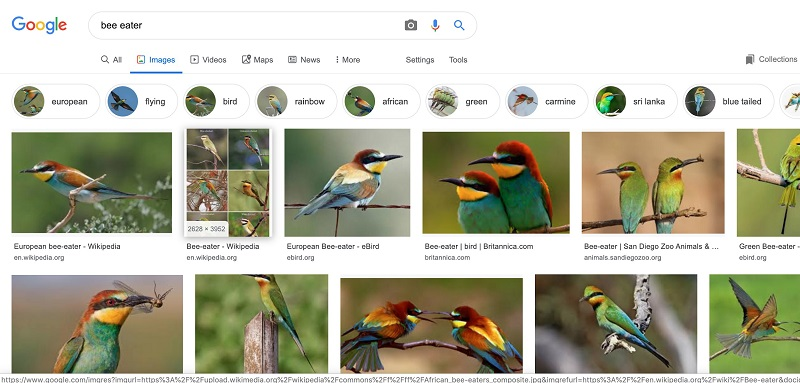 Google
bee eater
All
Images
Videos
Maps
News
More
Settings
Tools
Collections
european
flying
bird
rainbow
african
green
carmine
sri lanka
blue tailed
2628 × 3952
European bee-eater - Wikipedia
en.wikipedia.org
Bee-eater - Wikipedia
en.wikipedia.org
European Bee-eater - eBird
ebird.org
Bee-eater | bird | Britannica.com
britannica.com
Bee-eater | San Diego Zoo Animals & ...
animals.sandiegozoo.org
Green Bee-eater -
ebird.org
https://www.google.com/imgres?imgurl=https%3A%2F%2Fupload.wikimedia.org%2Fwikipedia%2Fcommons%2Ff%2Ff7%2FAfrican_bee-eaters_composite.jpg&imgrefurl=https%3A%2F%2Fen.wikipedia.org%2Fwiki%2FBee-eater&doci